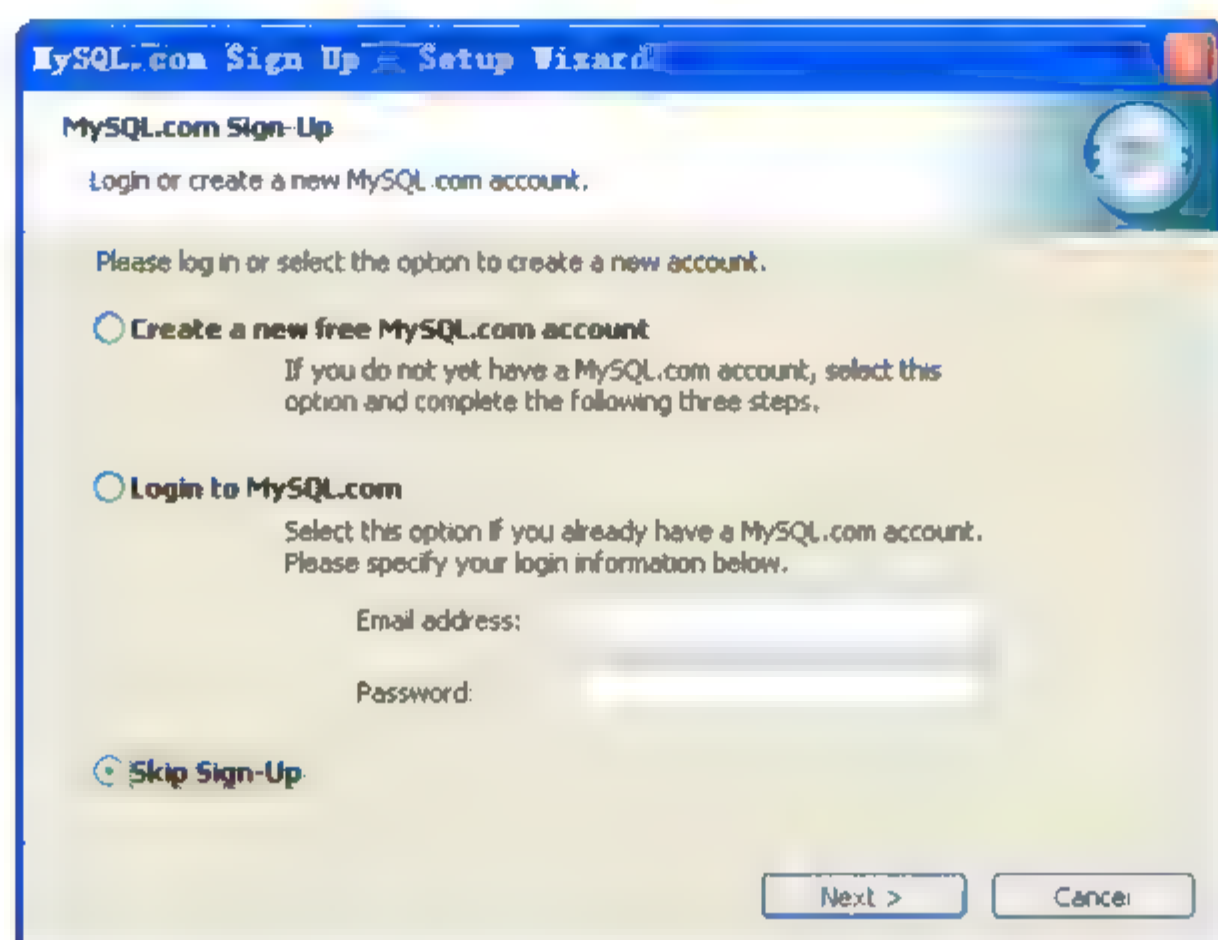 MySQL.com Sign Up - Setup Wizard
MySQL.com Sign-Up
Login or create a new MySQL.com account.
Please log in or select the option to create a new account.
Create a new free MySQL.com account
If you do not yet have a MySQL.com account, select this
option and complete the following three steps.
Login to MySQL.com
Select this option if you already have a MySQL.com account.
Please specify your login information below.
Email address:
Password:
Skip Sign-Up
Next >
Cancel